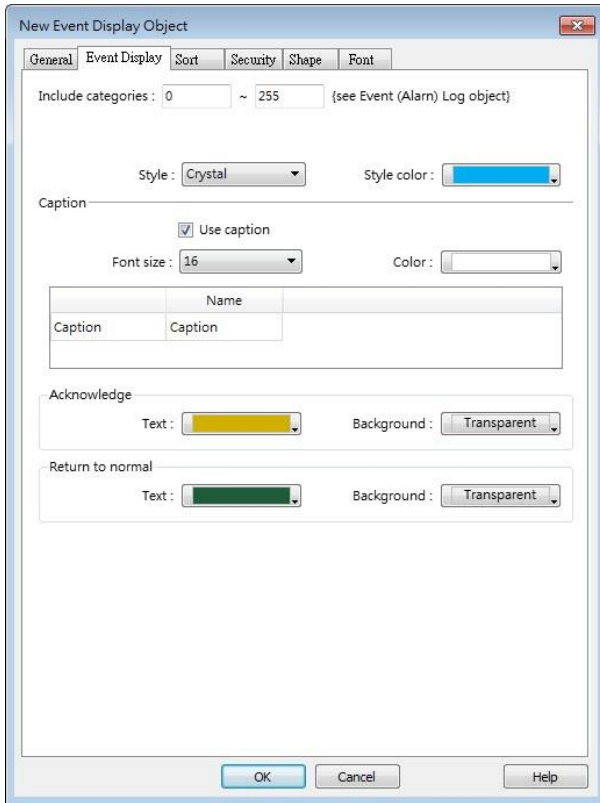 New Event Display Object
General Event Display Sort Security Shape Font
Include categories : 0 ~ 255 {see Event (Alarn) Log object}
Style : Crystal Style color :
Caption
Use caption
Font size : 16 Color :
Name
Caption Caption
Acknowledge
Text : Background : Transparent
Return to normal
Text : Background : Transparent
OK Cancel Help